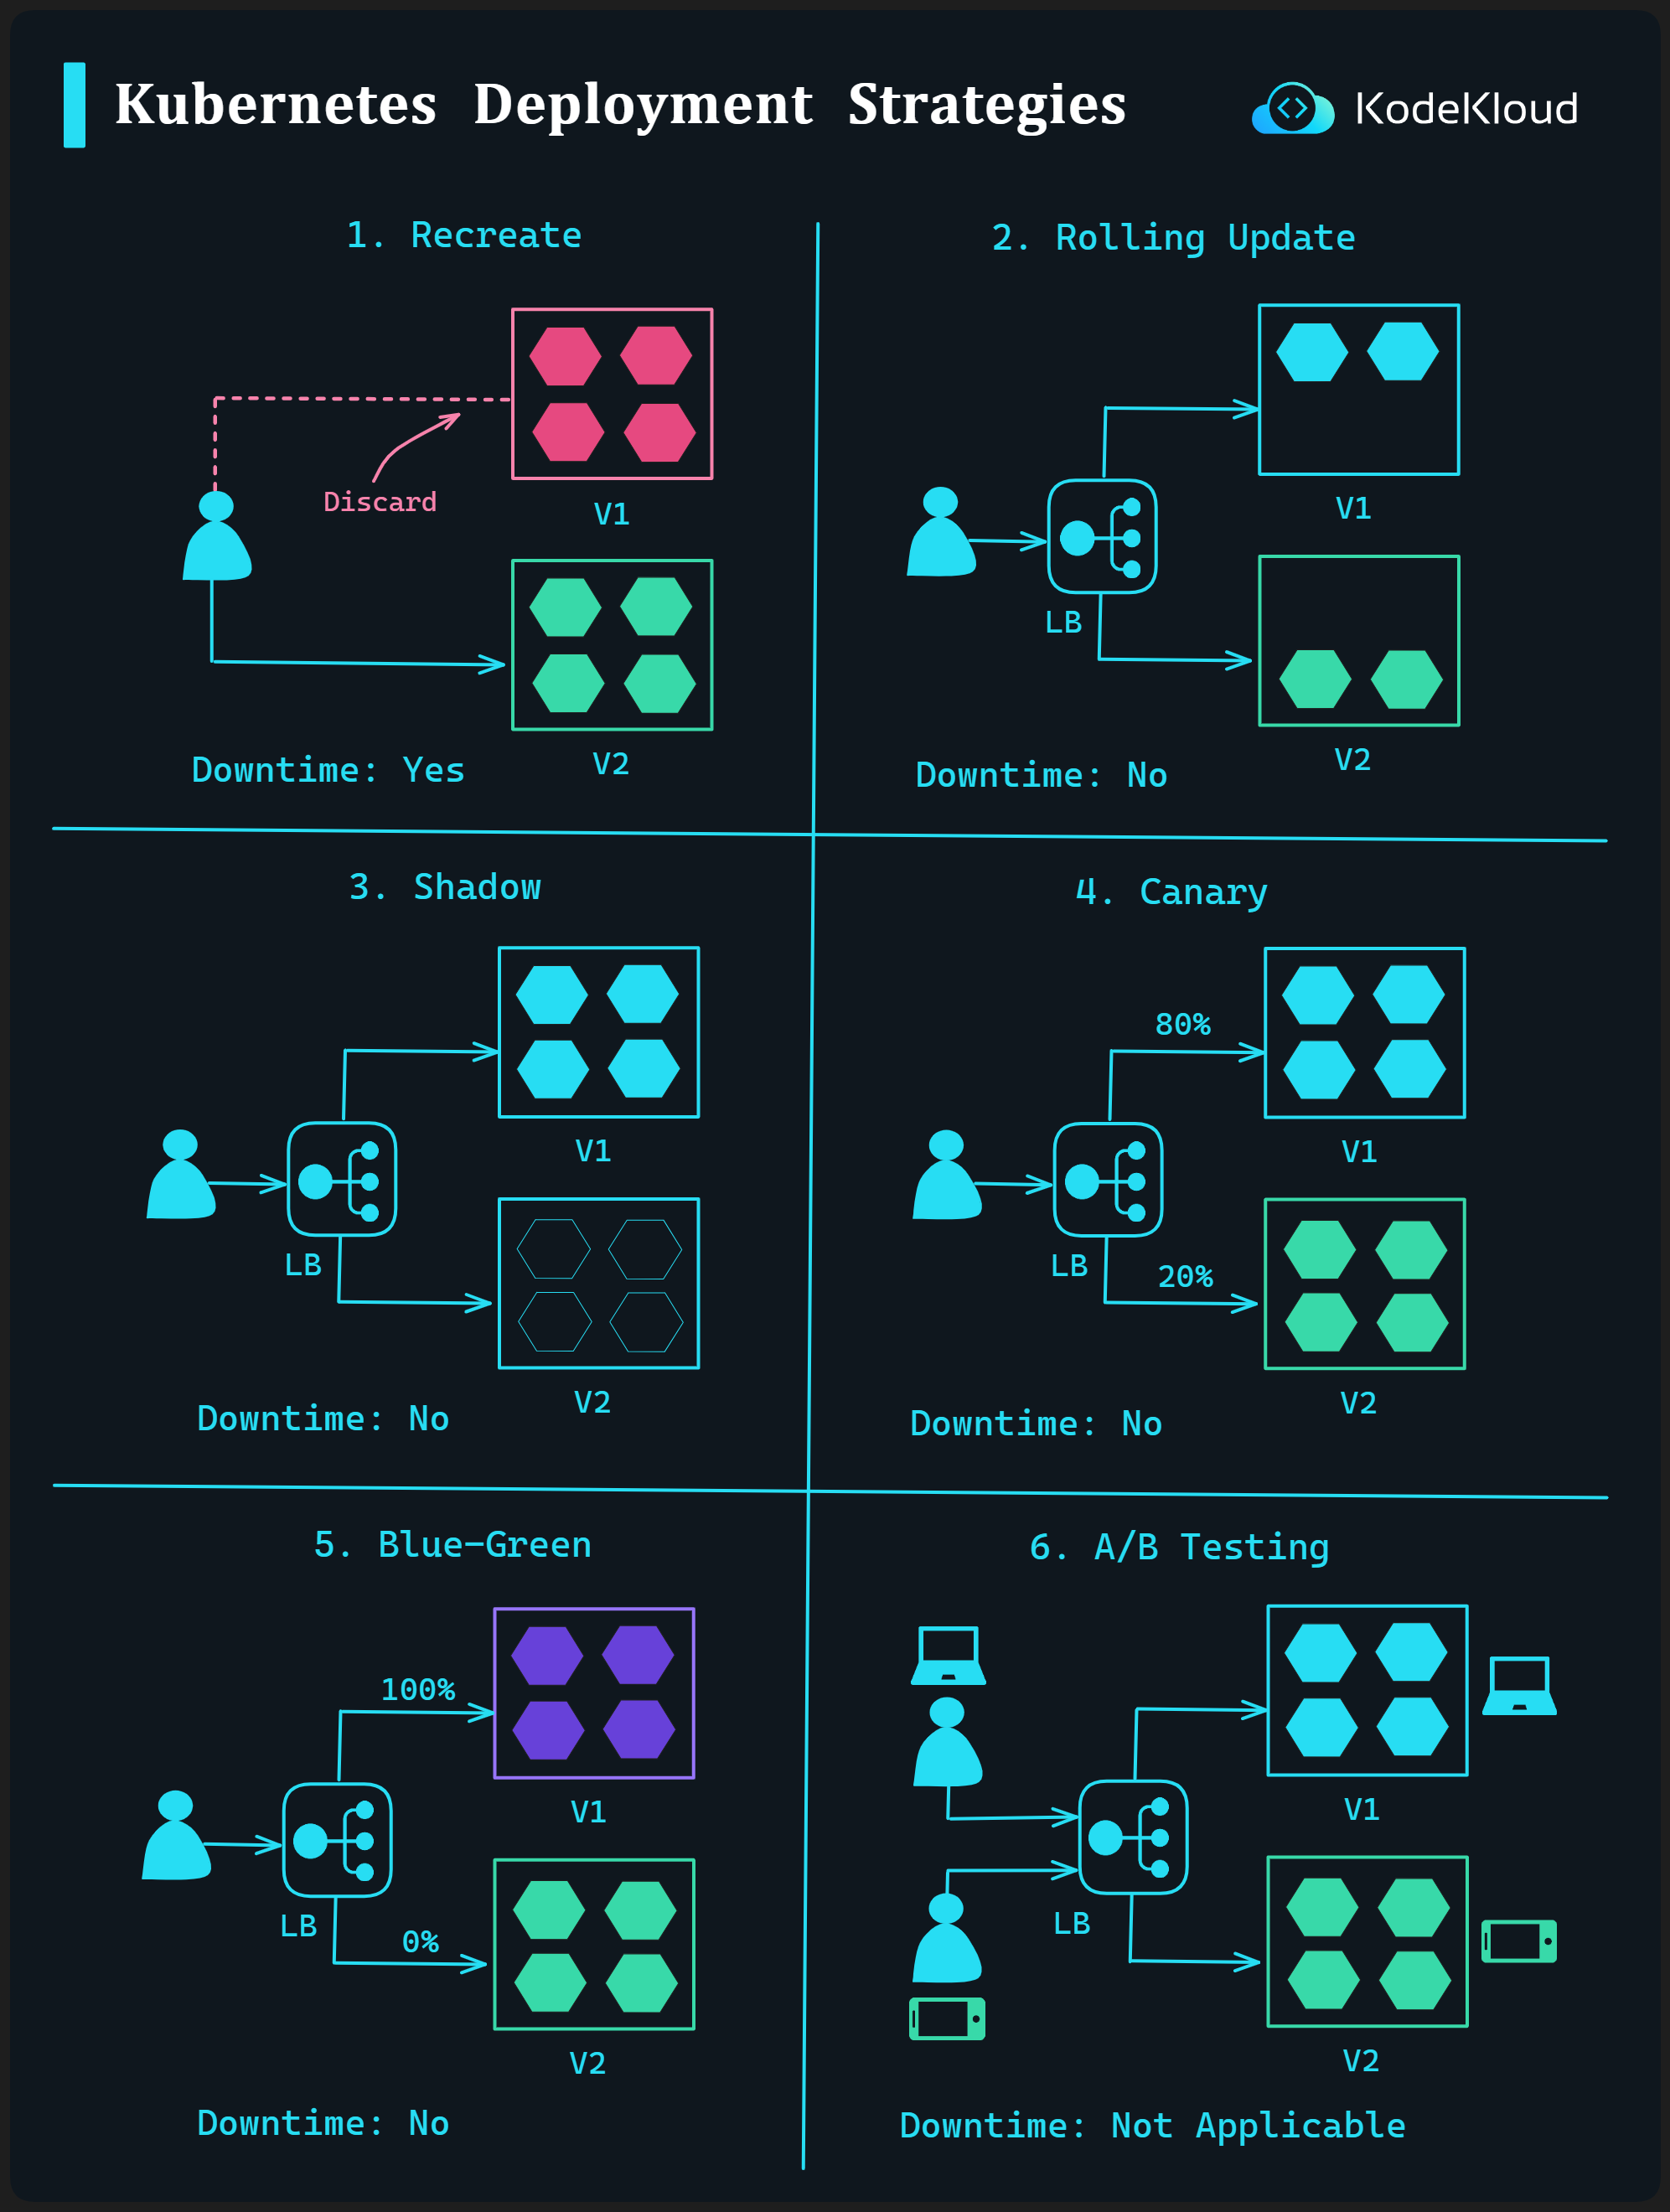 Kubernetes Deployment Strategies
KodeKloud
1. Recreate
Discard
V1
V2
Downtime: Yes
2. Rolling Update
LB
V1
V2
Downtime: No
3. Shadow
V1
LB
V2
Downtime: No
4. Canary
80%
V1
LB
20%
V2
Downtime: No
5. Blue-Green
100%
V1
LB
0%
V2
Downtime: No
6. A/B Testing
V1
LB
V2
Downtime: Not Applicable